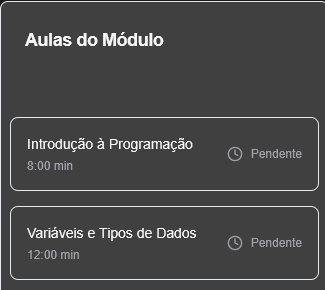 Aulas do Módulo
Introdução à Programação
8:00 min
Pendente
Variáveis e Tipos de Dados
12:00 min
Pendente